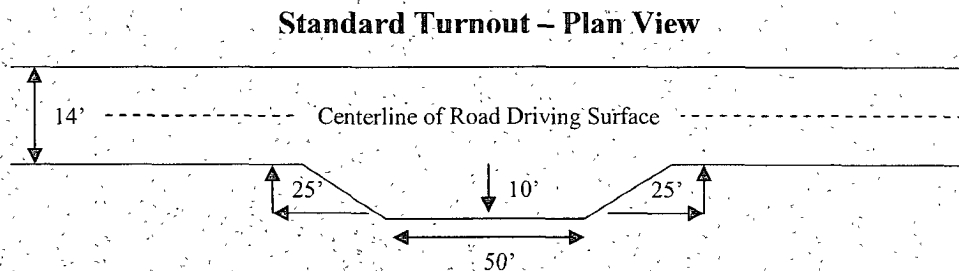 Standard Turnout – Plan View
14'
Centerline of Road Driving Surface
25'
10'
25'
50'